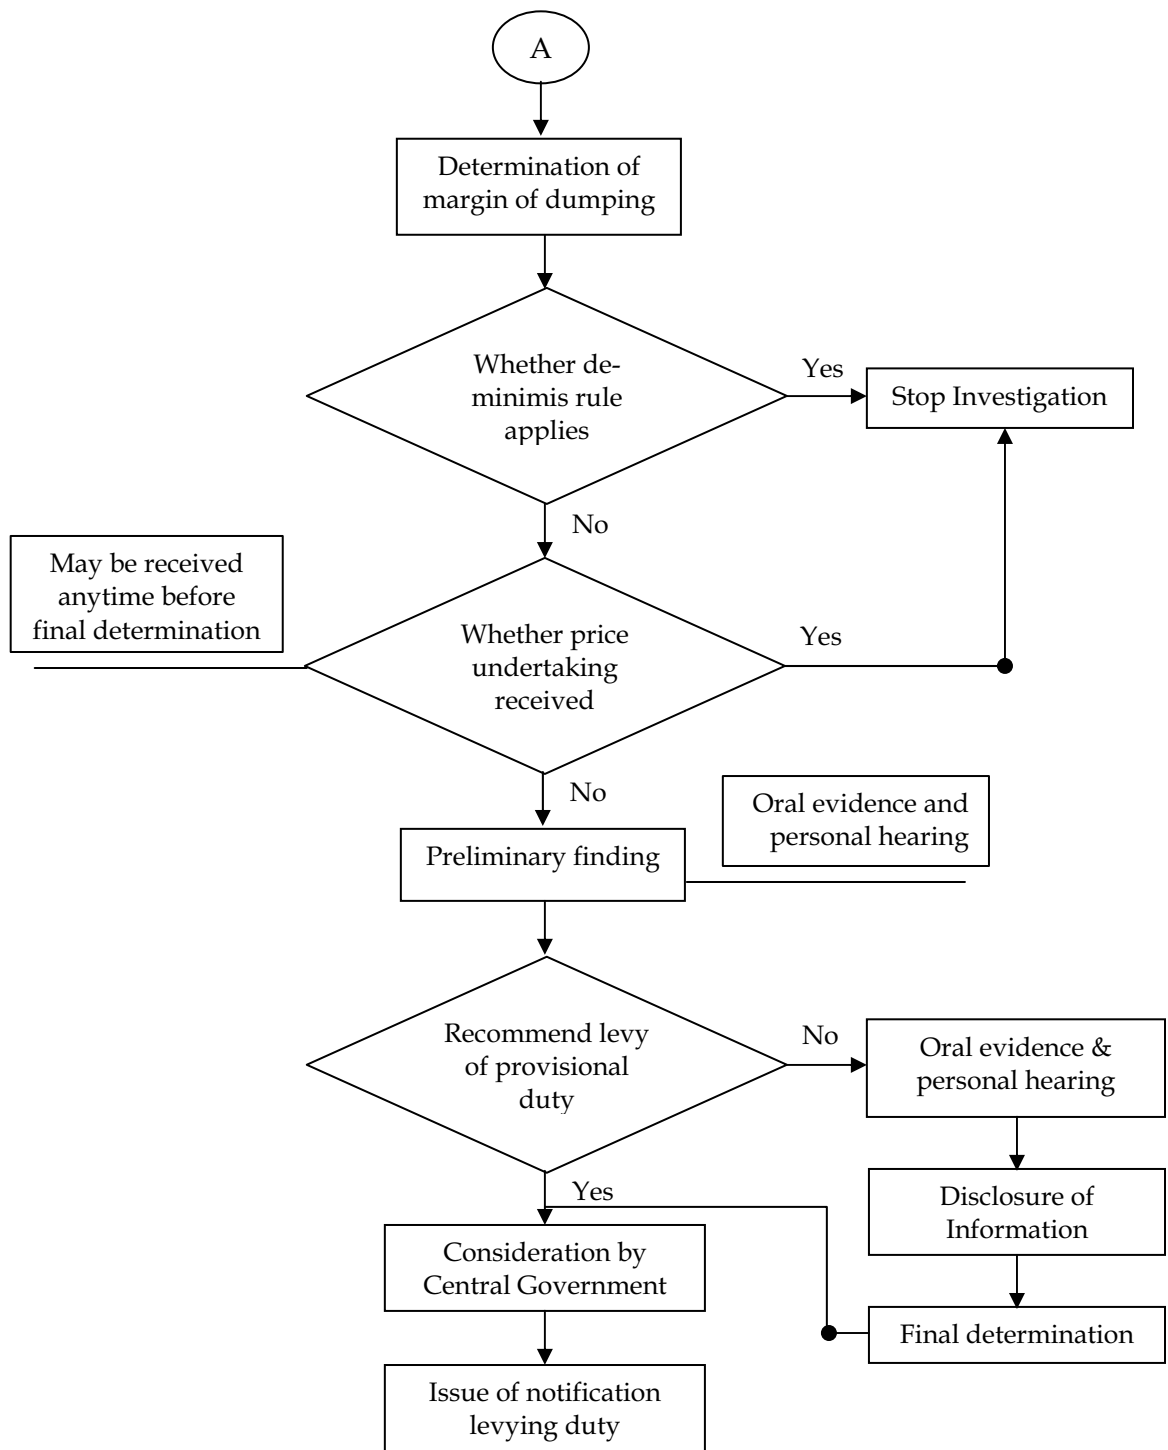 A
Determination of
margin of dumping
Whether de-
minimis rule
applies
Yes
Stop Investigation
No
May be received
anytime before
final determination
Whether price
undertaking
received
Yes
No
Oral evidence and
personal hearing
Preliminary finding
Recommend levy
of provisional
duty
No
Oral evidence &
personal hearing
Yes
Disclosure of
Information
Consideration by
Central Government
Final determination
Issue of notification
levying duty